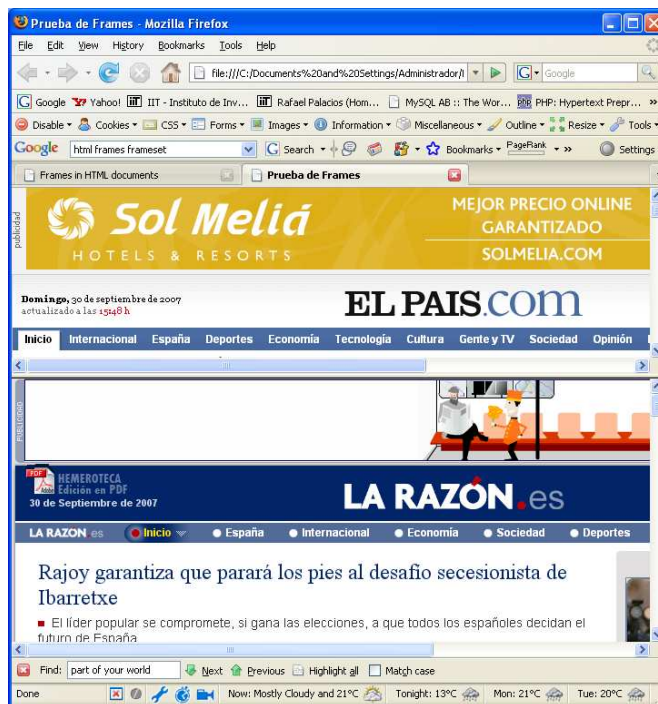 Prueba de Frames - Mozilla Firefox
File Edit View History Bookmarks Tools Help
file:///C:/Documents%20and%20Settings/Administrador/ Google
Google Yahoo! IIT - Instituto de Inv... Rafael Palacios (Hom... MySQL AB :: The Wor... PHP: Hypertext Prepr... »
Disable Cookies CSS Forms Images Information Miscellaneous Outline Resize Tools
Google html frames frameset Search Bookmarks PageRank » Settings
Frames in HTML documents Prueba de Frames
publicidad
Sol Meliá
HOTELS & RESORTS
MEJOR PRECIO ONLINE
GARANTIZADO
SOLMELIA.COM
Domingo, 30 de septiembre de 2007
actualizado a las 15:48 h
EL PAIS.com
Inicio Internacional España Deportes Economía Tecnología Cultura Gente y TV Sociedad Opinión
PUBLICIDAD
PDF Adobe
HEMEROTECA
Edición en PDF
30 de Septiembre de 2007
LA RAZÓN.es
LA RAZON es Inicio España Internacional Economía Sociedad Deportes
Rajoy garantiza que parará los pies al desafío secesionista de
Ibarretxe
El líder popular se compromete, si gana las elecciones, a que todos los españoles decidan el
futuro de España
Find: part of your world Next Previous Highlight all Match case
Done Now: Mostly Cloudy and 21°C Tonight: 13°C Mon: 21°C Tue: 20°C